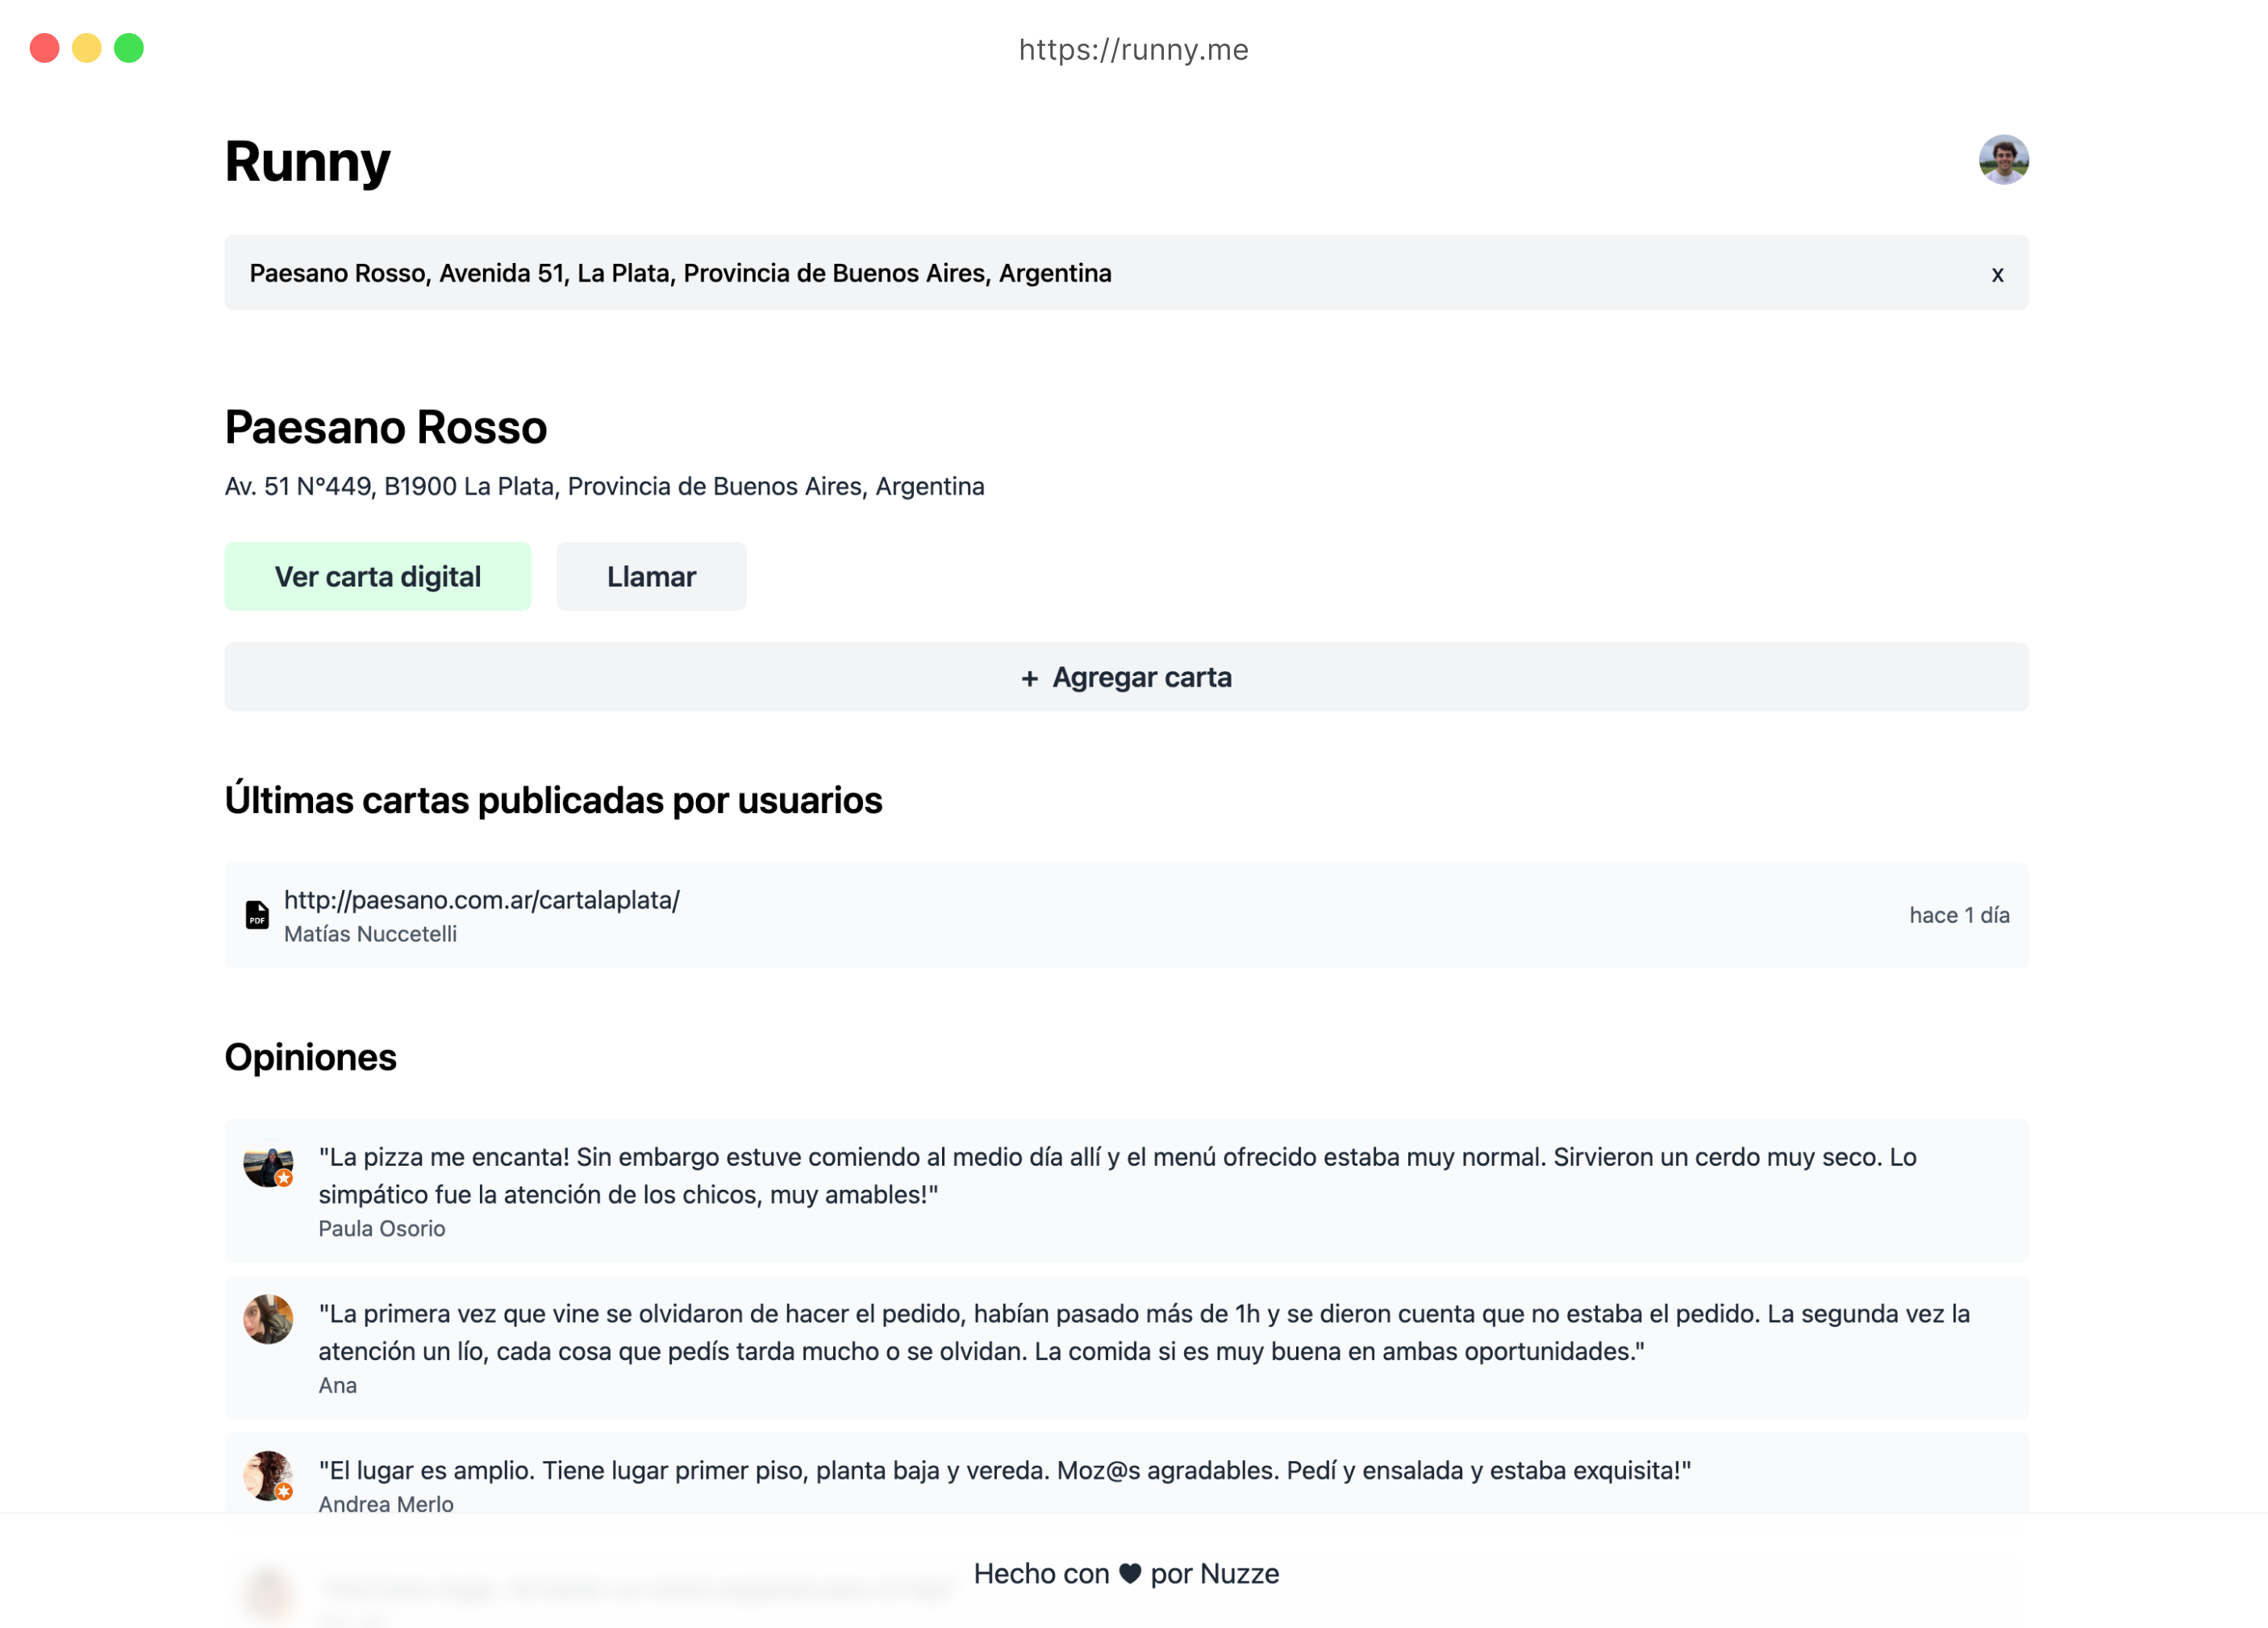 https://runny.me
Runny
Paesano Rosso, Avenida 51, La Plata, Provincia de Buenos Aires, Argentina
x
Paesano Rosso
Av. 51 N°449, B1900 La Plata, Provincia de Buenos Aires, Argentina
Ver carta digital
Llamar
+ Agregar carta
Últimas cartas publicadas por usuarios
PDF
http://paesano.com.ar/cartalaplata/
hace 1 día
Matías Nuccetelli
Opiniones
"La pizza me encanta! Sin embargo estuve comiendo al medio día allí y el menú ofrecido estaba muy normal. Sirvieron un cerdo muy seco. Lo
simpático fue la atención de los chicos, muy amables!"
Paula Osorio
"La primera vez que vine se olvidaron de hacer el pedido, habían pasado más de 1h y se dieron cuenta que no estaba el pedido. La segunda vez la
atención un lío, cada cosa que pedís tarda mucho o se olvidan. La comida si es muy buena en ambas oportunidades."
Ana
"El lugar es amplio. Tiene lugar primer piso, planta baja y vereda. Moz@s agradables. Pedí y ensalada y estaba exquisita!"
Andrea Merlo
Hecho con 🖤 por Nuzze